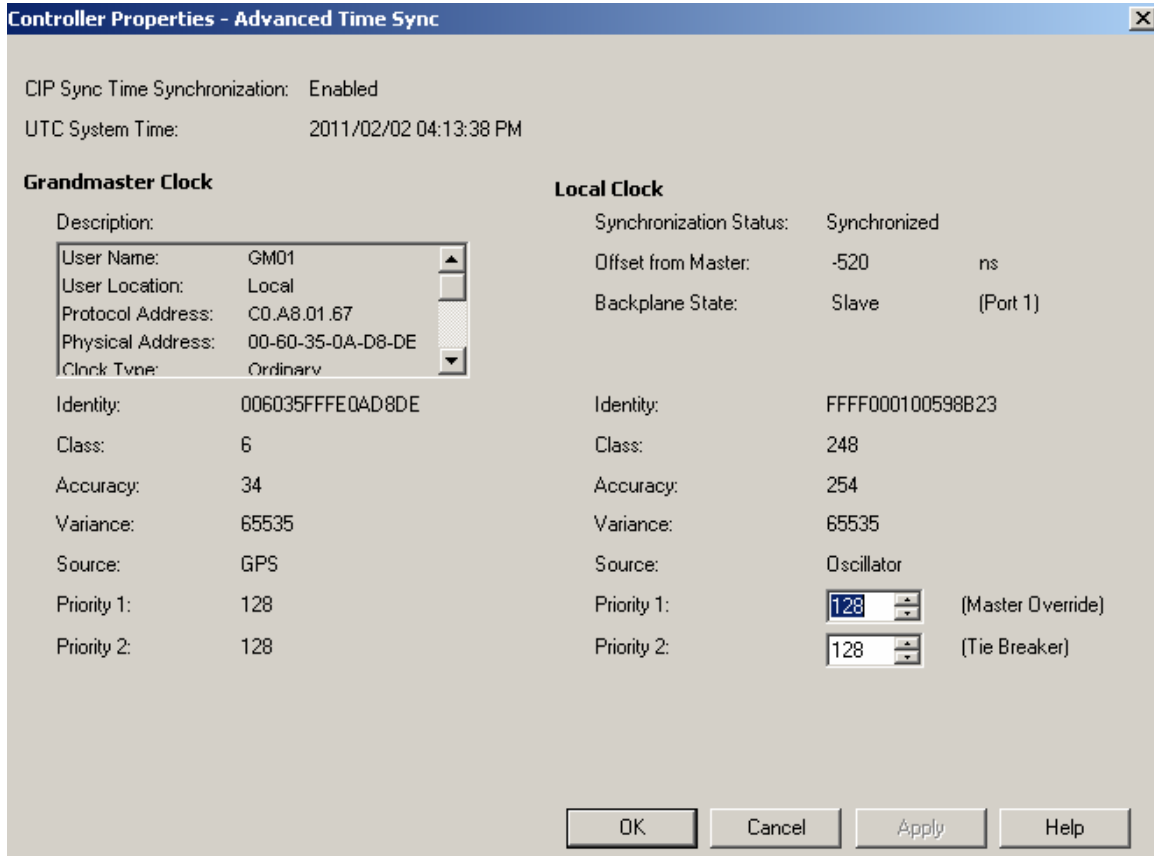 Controller Properties - Advanced Time Sync
CIP Sync Time Synchronization: Enabled
UTC System Time: 2011/02/02 04:13:38 PM
Grandmaster Clock
Description:
User Name: GM01
User Location: Local
Protocol Address: C0.A8.01.67
Physical Address: 00-60-35-0A-D8-DE
Clock Type: Ordinary
Identity: 006035FFFE0AD8DE
Class: 6
Accuracy: 34
Variance: 65535
Source: GPS
Priority 1: 128
Priority 2: 128
Local Clock
Synchronization Status: Synchronized
Offset from Master: -520 ns
Backplane State: Slave (Port 1)
Identity: FFFF000100598B23
Class: 248
Accuracy: 254
Variance: 65535
Source: Oscillator
Priority 1: 128 (Master Override)
Priority 2: 128 (Tie Breaker)
OK Cancel Apply Help